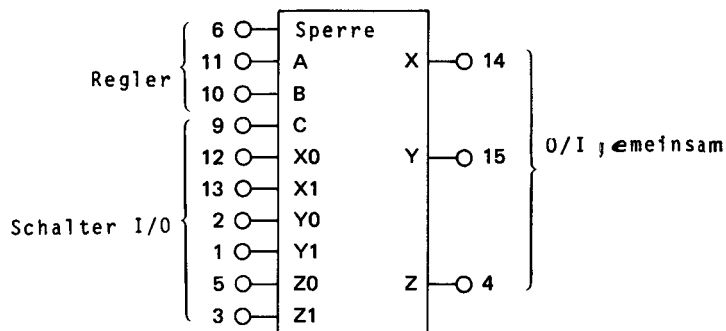 6 Sperre
11 A X 14
Regler
10 B
9 C
12 X0 Y 15 O/I gemeinsam
13 X1
Schalter I/O
2 Y0
1 Y1
5 Z0 Z 4
3 Z1